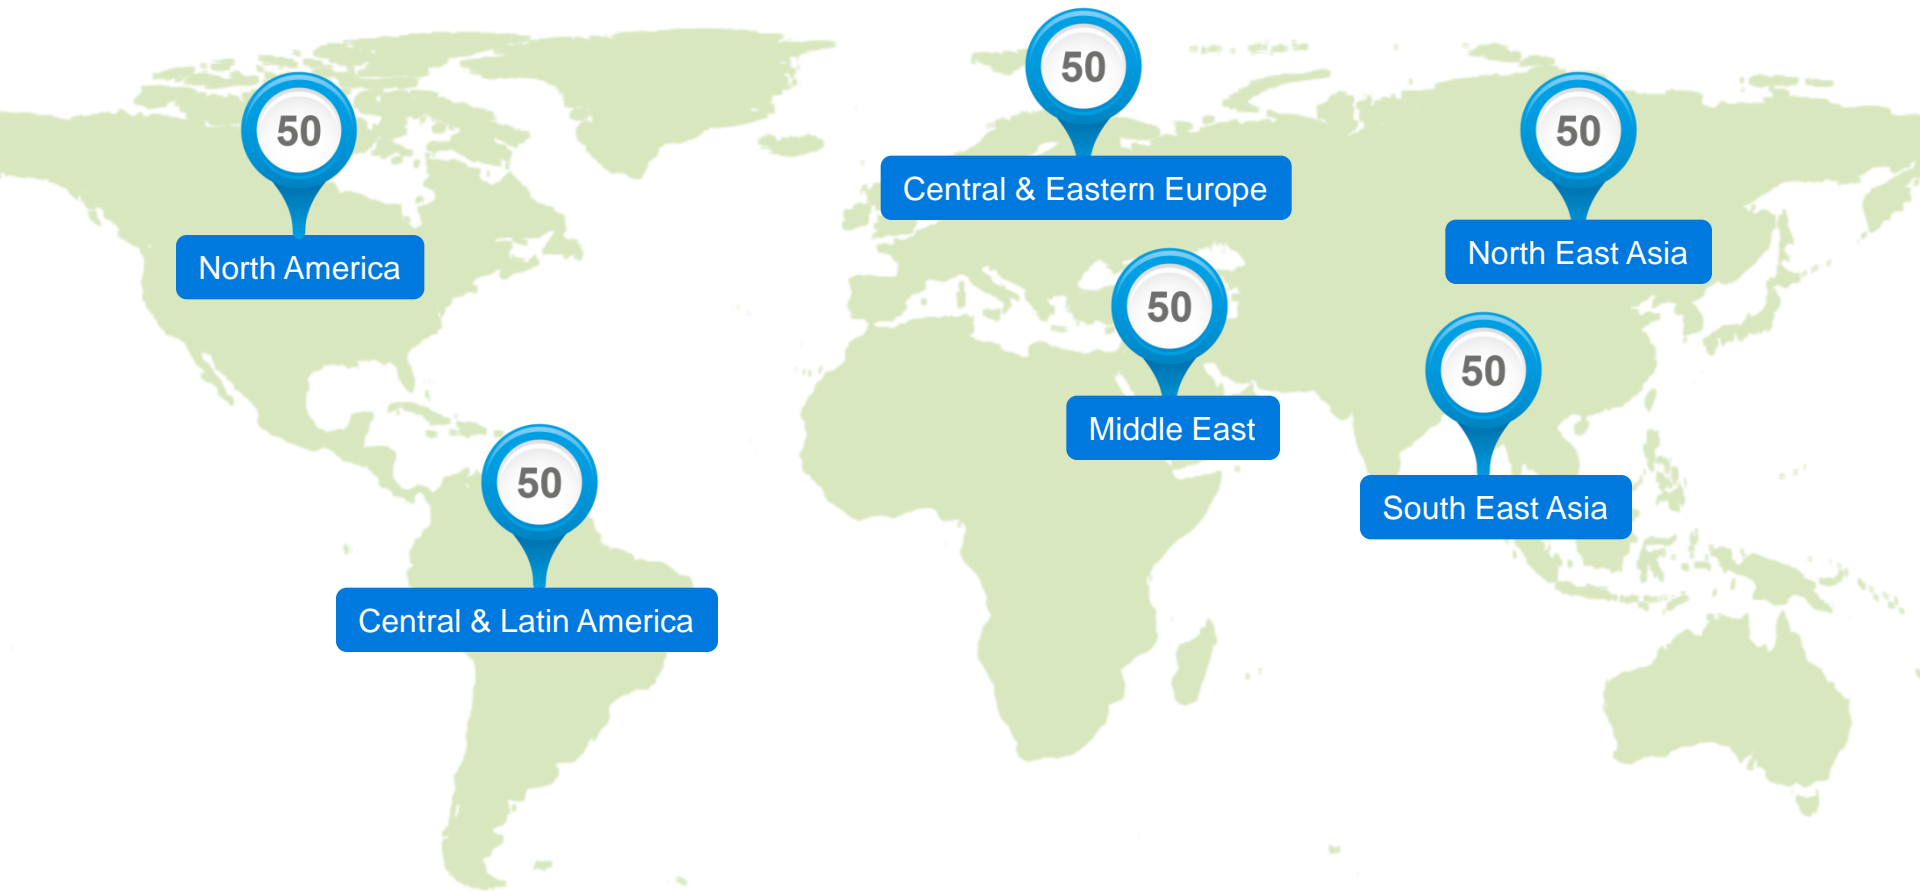 50
Central & Eastern Europe
50
North America
50
North East Asia
50
Middle East
50
South East Asia
50
Central & Latin America